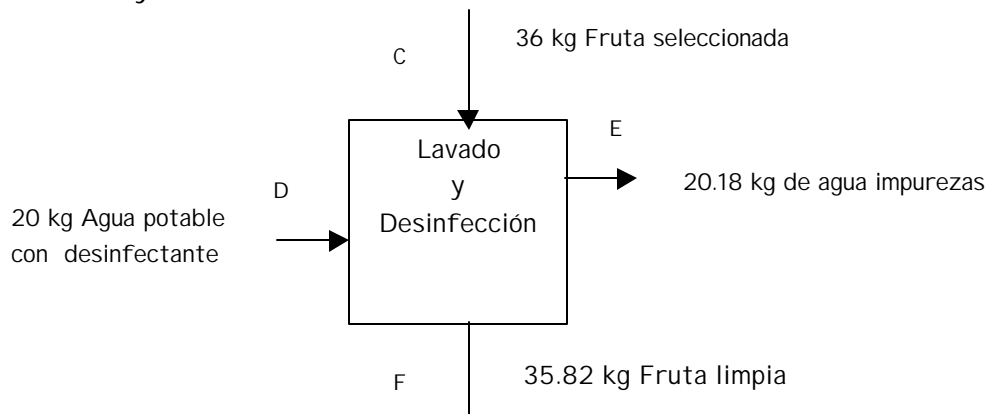 C
36 kg Fruta seleccionada
Lavado
y
Desinfección
E
20.18 kg de agua impurezas
D
20 kg Agua potable
con desinfectante
F
35.82 kg Fruta limpia